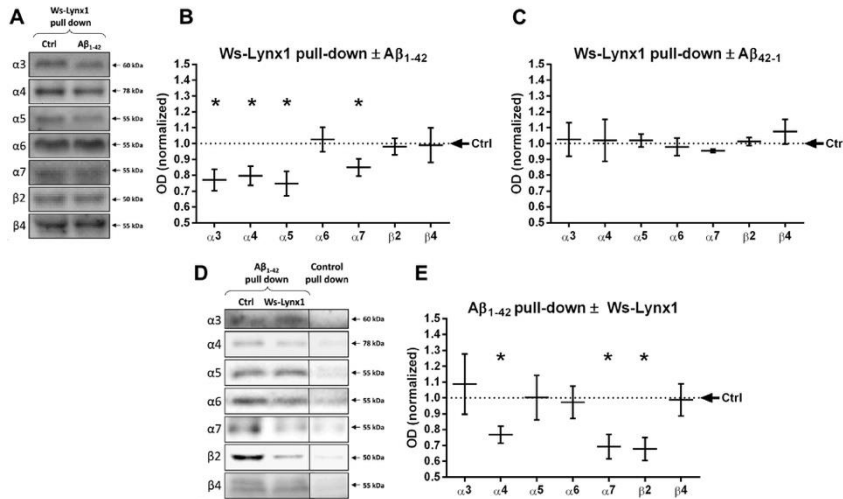 A
Ws-Lynx1
pull down
Ctrl Aβ1-42
α3 68 kDa
α4 78 kDa
α5 55 kDa
α6 55 kDa
α7 55 kDa
β2 50 kDa
β4 55 kDa
B
Ws-Lynx1 pull-down ± Aβ1-42
OD (normalized)
1.5
1.4
1.3
1.2
1.1
1.0
0.9
0.8
0.7
0.6
0.5
* * * *
Ctrl
α3 α4 α5 α6 α7 β2 β4
C
Ws-Lynx1 pull-down ± Aβ42-1
OD (normalized)
1.5
1.4
1.3
1.2
1.1
1.0
0.9
0.8
0.7
0.6
0.5
Ctrl
α3 α4 α5 α6 α7 β2 β4
D
Aβ1-42 Control
pull down pull down
Ctrl Ws-Lynx1
α3 60 kDa
α4 78 kDa
α5 55 kDa
α6 55 kDa
α7 55 kDa
β2 50 kDa
β4 55 kDa
E
Aβ1-42 pull-down ± Ws-Lynx1
OD (normalized)
1.5
1.4
1.3
1.2
1.1
1.0
0.9
0.8
0.7
0.6
0.5
* * *
Ctrl
α3 α4 α5 α6 α7 β2 β4